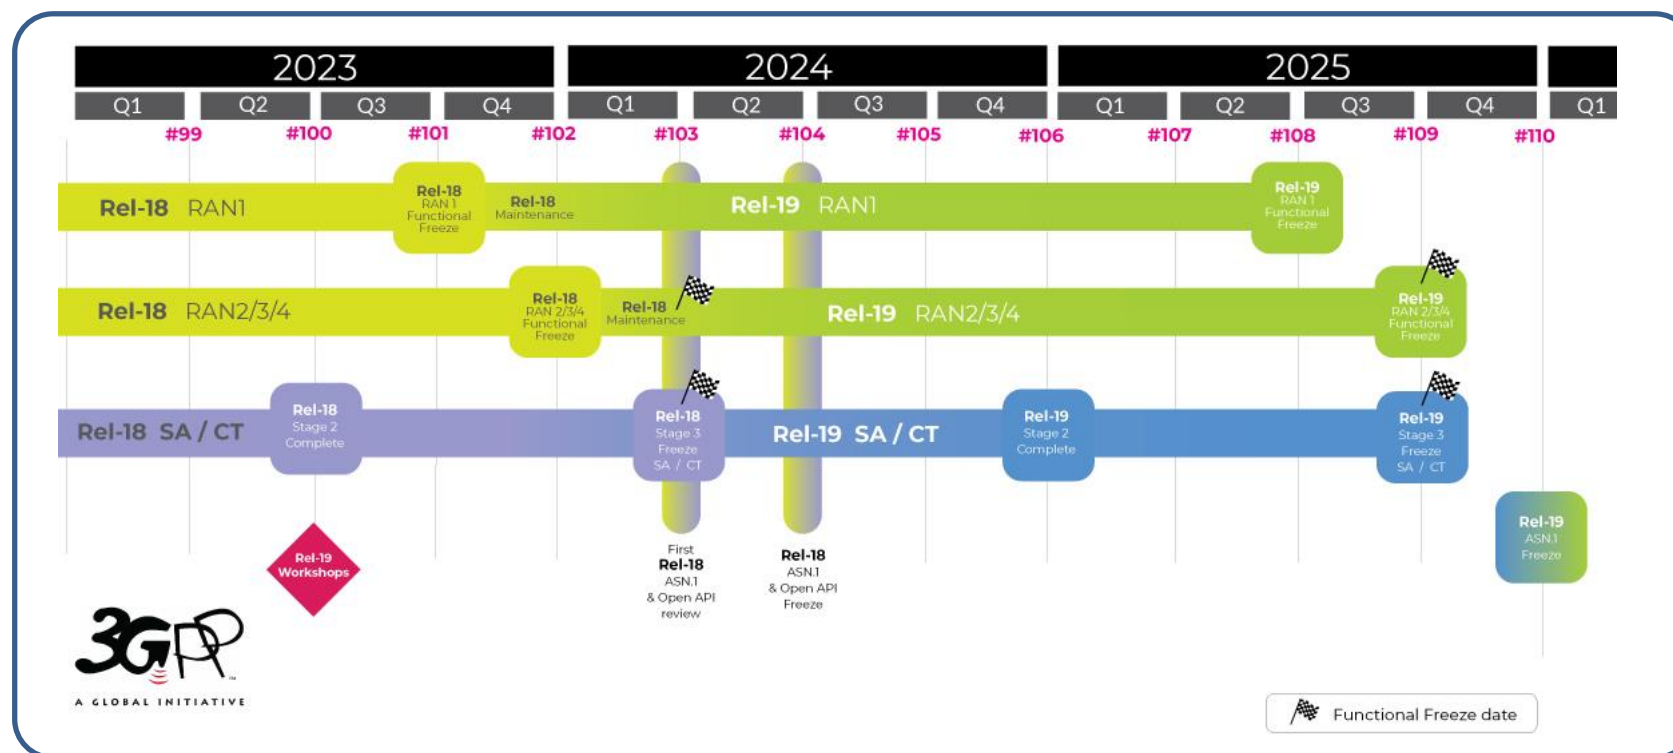 2023 2024 2025
Q1 Q2 Q3 Q4 Q1 Q2 Q3 Q4 Q1 Q2 Q3 Q4 Q1
#99 #100 #101 #102 #103 #104 #105 #106 #107 #108 #109 #110
Rel-18 RAN1
Rel-18
RAN 1
Functional
Freeze
Rel-18
Maintenance
Rel-19 RAN1
Rel-19
RAN 1
Functional
Freeze
Rel-18 RAN2/3/4
Rel-18
RAN 2/3/4
Functional
Freeze
Rel-18
Maintenance
Rel-19 RAN2/3/4
Rel-19
RAN 2/3/4
Functional
Freeze
Rel-18 SA / CT
Rel-18
Stage 2
Complete
Rel-18
Stage 3
Freeze
SA / CT
Rel-19 SA / CT
Rel-19
Stage 2
Complete
Rel-19
Stage 3
Freeze
SA / CT
Rel-19
Workshops
First
Rel-18
ASN.1
& Open API
review
Rel-18
ASN.1
& Open API
Freeze
Rel-19
ASN.1
Freeze
3GPP
TM
A GLOBAL INITIATIVE
Functional Freeze date